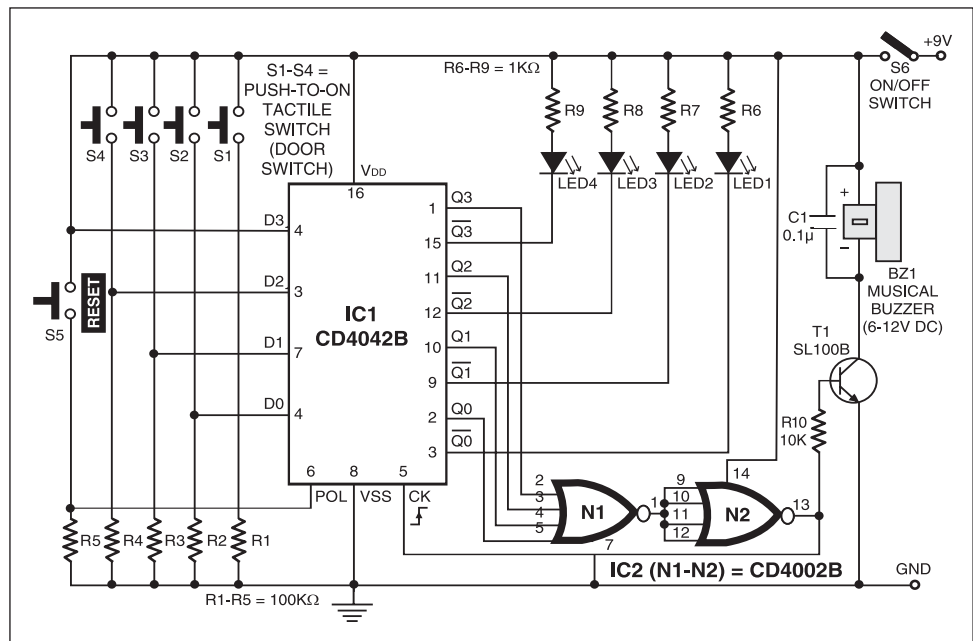 S6
+9V
ON/OFF
SWITCH
R6-R9 = 1KΩ
S1-S4 =
PUSH-TO-ON
TACTILE
SWITCH
(DOOR
SWITCH)
S4
S3
S2
S1
R9
R8
R7
R6
LED4
LED3
LED2
LED1
VDD
16
D3
4
D2
3
D1
7
D0
4
IC1
CD4042B
Q3
1
Q̅3̅
15
Q2
11
Q̅2̅
12
Q1
10
Q̅1̅
9
Q0
2
Q̅0̅
3
6
8
5
POL
VSS
CK
RESET
S5
C1
0.1µ
+
–
BZ1
MUSICAL
BUZZER
(6-12V DC)
T1
SL100B
R10
10K
2
3
4
5
N1
1
7
9
10
11
12
14
N2
13
R5
R4
R3
R2
R1
IC2 (N1-N2) = CD4002B
R1-R5 = 100KΩ
GND